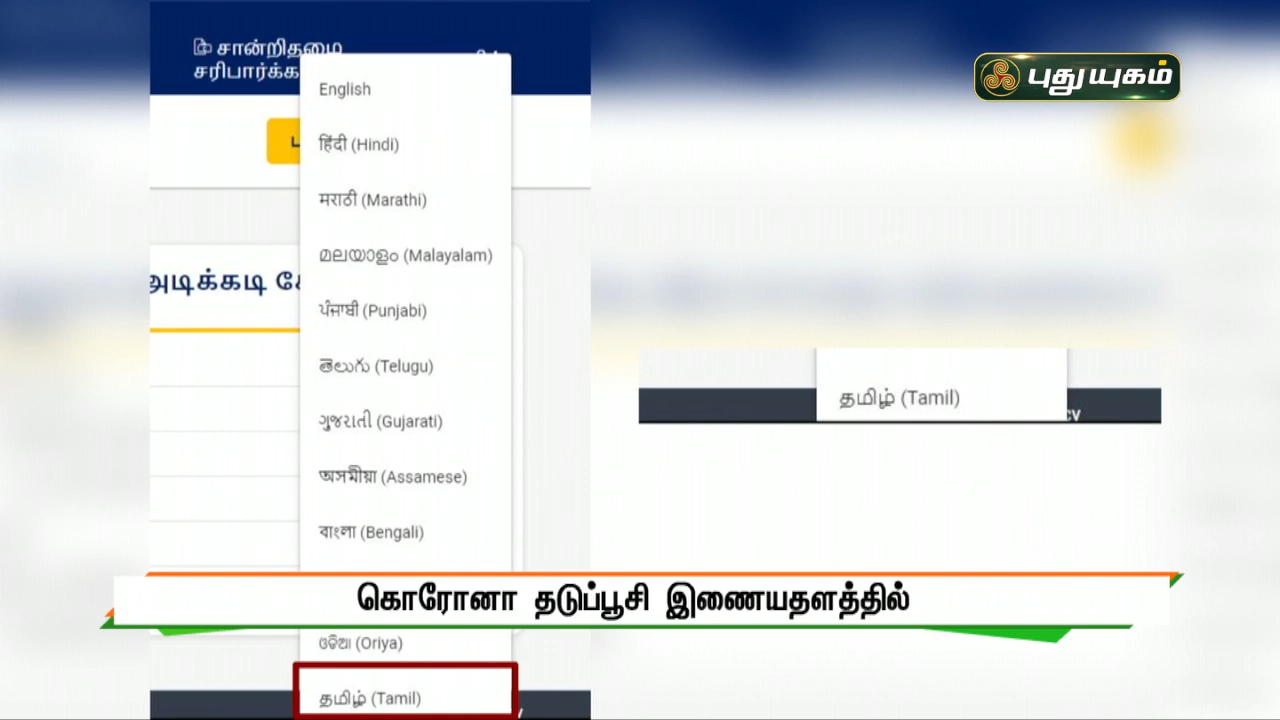 சான்றிதழை
சரிபார்க்க
புதுயுகம்
English
हिंदी (Hindi)
मराठी (Marathi)
മലയാളം (Malayalam)
ਪੰਜਾਬੀ (Punjabi)
తెలుగు (Telugu)
ગુજરાતી (Gujarati)
অসমীয়া (Assamese)
বাংলা (Bengali)
அடிக்கடி
தமிழ் (Tamil)
கொரோனா தடுப்பூசி இணையதளத்தில்
ଓଡିଆ (Oriya)
தமிழ் (Tamil)